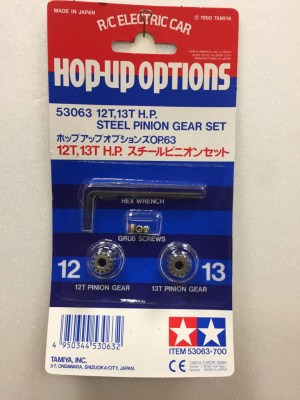 MADE IN JAPAN
© 1990 TAMIYA
R/C ELECTRIC CAR
HOP-UP OPTIONS
53063 12T,13T H.P.
STEEL PINION GEAR SET
ホップアップオプションズOP.63
12T,13T H.P. スチールピニオンセット
HEX WRENCH
GRUB SCREWS
12
13
12T PINION GEAR
13T PINION GEAR
4 950344 530632
ITEM 53063-700
TAMIYA, INC.
3-7, ONDAWARA, SHIZUOKA-CITY, JAPAN.
CE